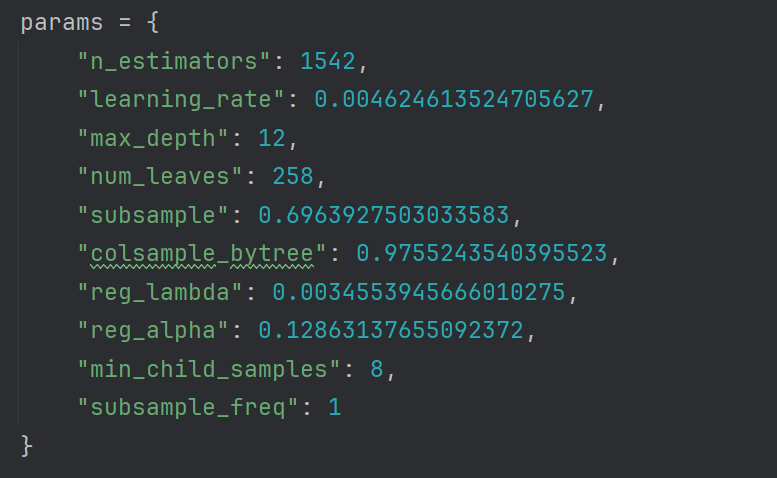 params = {
"n_estimators": 1542,
"learning_rate": 0.004624613524705627,
"max_depth": 12,
"num_leaves": 258,
"subsample": 0.6963927503033583,
"colsample_bytree": 0.9755243540395523,
"reg_lambda": 0.0034553945666010275,
"reg_alpha": 0.12863137655092372,
"min_child_samples": 8,
"subsample_freq": 1
}